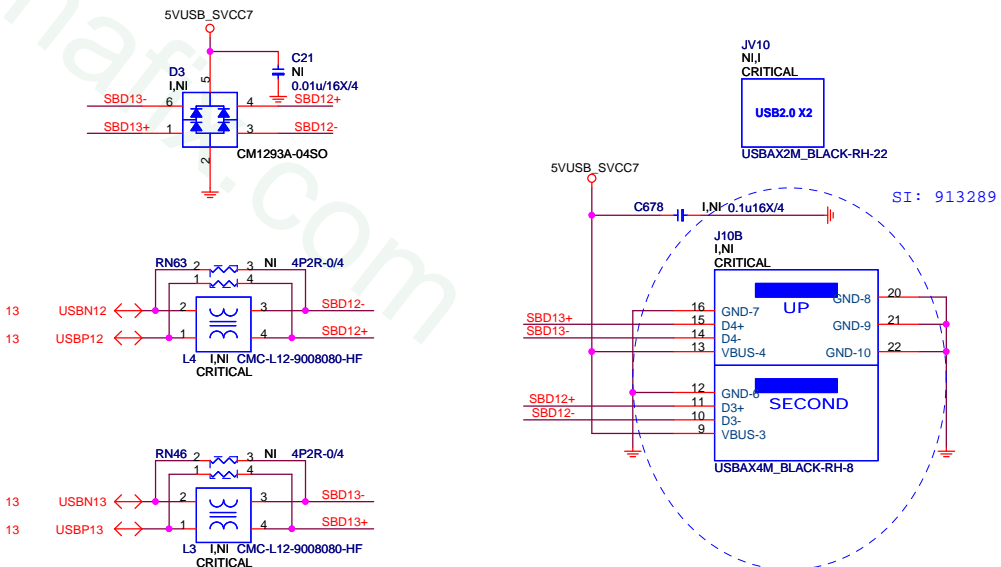 5VUSB_SVCC7
C21
NI
0.01u/16X/4
D3
I,NI
5
SBD13- 6
4 SBD12+
SBD13+ 1
3 SBD12-
2
CM1293A-04SO
JV10
NI,I
CRITICAL
USB2.0 X2
USBAX2M_BLACK-RH-22
5VUSB_SVCC7
SI: 913289
C678 I,NI 0.1u16X/4
J10B
I,NI
CRITICAL
UP
16 GND-7
SBD13+ 15 D4+
SBD13- 14 D4-
13 VBUS-4
GND-8 20
GND-9 21
GND-10 22
SECOND
12 GND-6
SBD12+ 11 D3+
SBD12- 10 D3-
9 VBUS-3
USBAX4M_BLACK-RH-8
RN63 2 3 NI 4P2R-0/4
1 4
13 USBN12 2 3 SBD12-
13 USBP12 1 4 SBD12+
L4 I,NI CMC-L12-9008080-HF
CRITICAL
RN46 2 3 NI 4P2R-0/4
1 4
13 USBN13 2 3 SBD13-
13 USBP13 1 4 SBD13+
L3 I,NI CMC-L12-9008080-HF
CRITICAL
afix.com